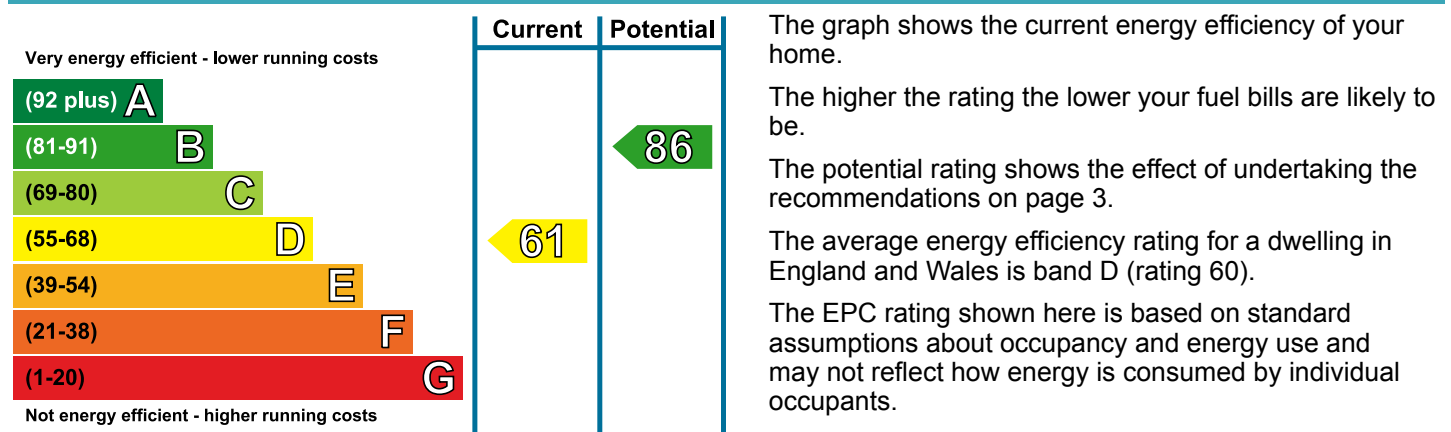 Current Potential
Very energy efficient - lower running costs
(92 plus) A
(81-91) B
86
(69-80) C
(55-68) D
61
(39-54) E
(21-38) F
(1-20) G
Not energy efficient - higher running costs
The graph shows the current energy efficiency of your
home.
The higher the rating the lower your fuel bills are likely to
be.
The potential rating shows the effect of undertaking the
recommendations on page 3.
The average energy efficiency rating for a dwelling in
England and Wales is band D (rating 60).
The EPC rating shown here is based on standard
assumptions about occupancy and energy use and
may not reflect how energy is consumed by individual
occupants.